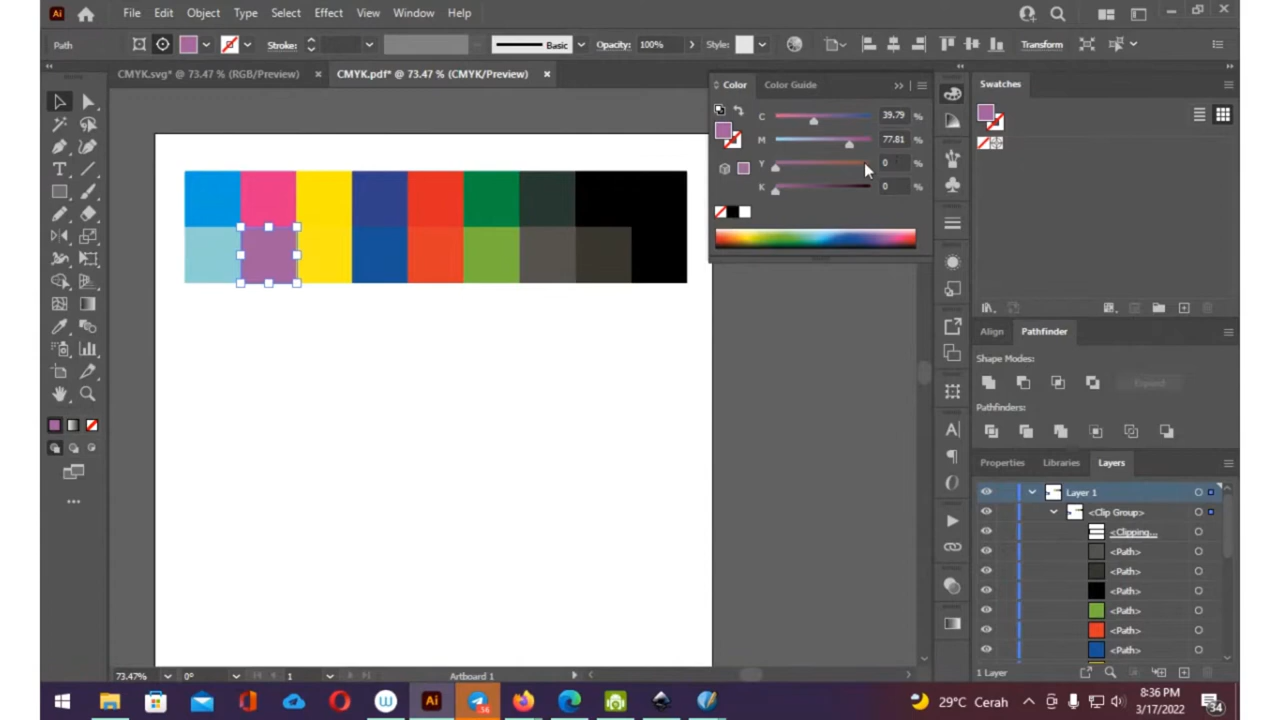 Ai File Edit Object Type Select Effect View Window Help
Path Stroke: Basic Opacity: 100% Style: Transform
CMYK.svg* @ 73.47 % (RGB/Preview) CMYK.pdf* @ 73.47 % (CMYK/Preview)
Color Color Guide
C 39.79 %
M 77.81 %
Y 0 %
K 0 %
Swatches
Align Pathfinder
Shape Modes:
Expand
Pathfinders:
Properties Libraries Layers
Layer 1
<Clip Group>
<Clipping...
<Path>
<Path>
<Path>
<Path>
<Path>
<Path>
1 Layer
73.47% 0° 1 Artboard 1
W Ai 36 29°C Cerah 8:36 PM
3/17/2022 34